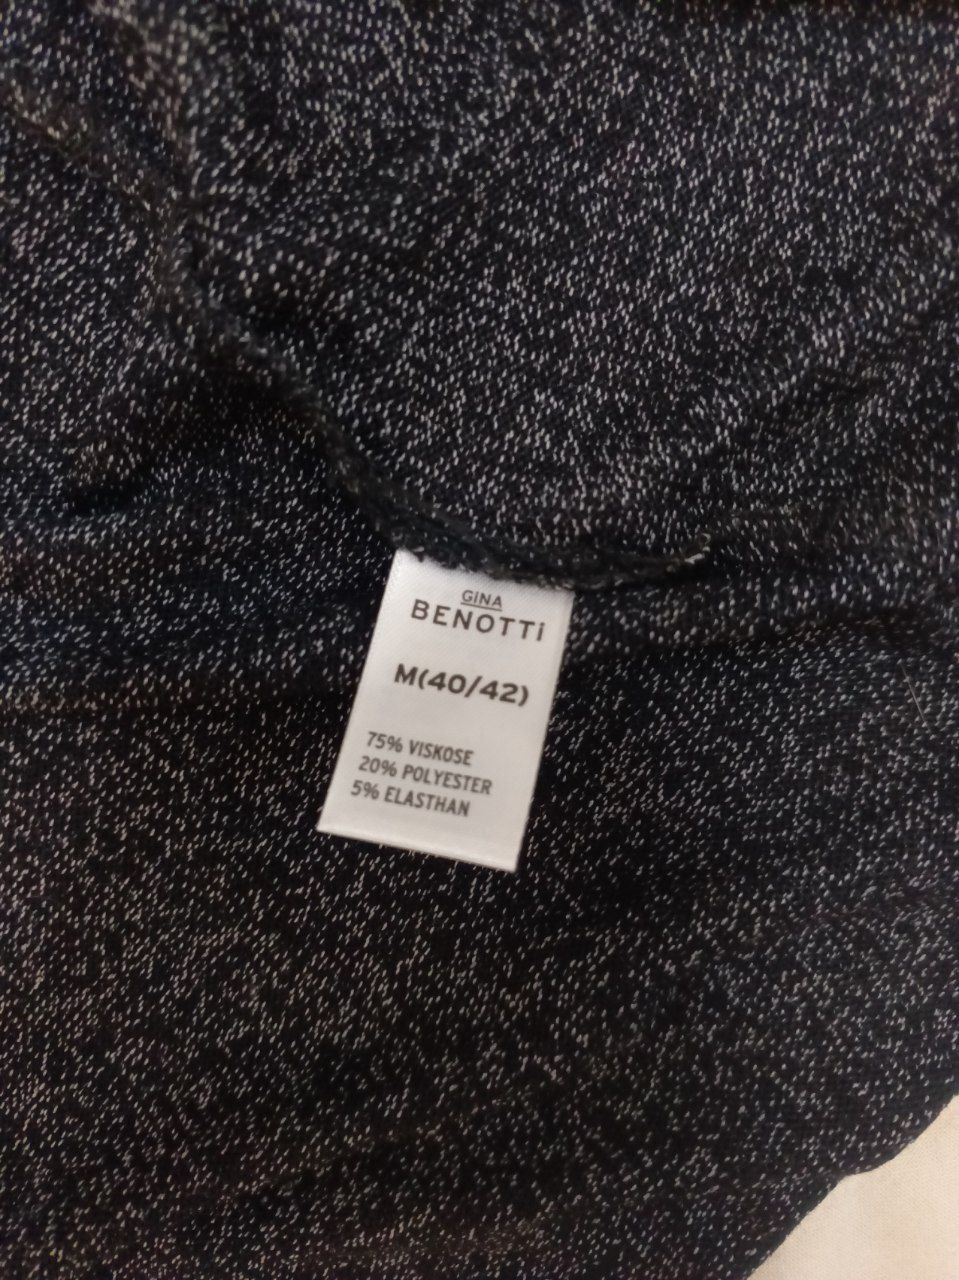 GINA
BENOTTi
M(40/42)
75% VISKOSE
20% POLYESTER
5% ELASTHAN